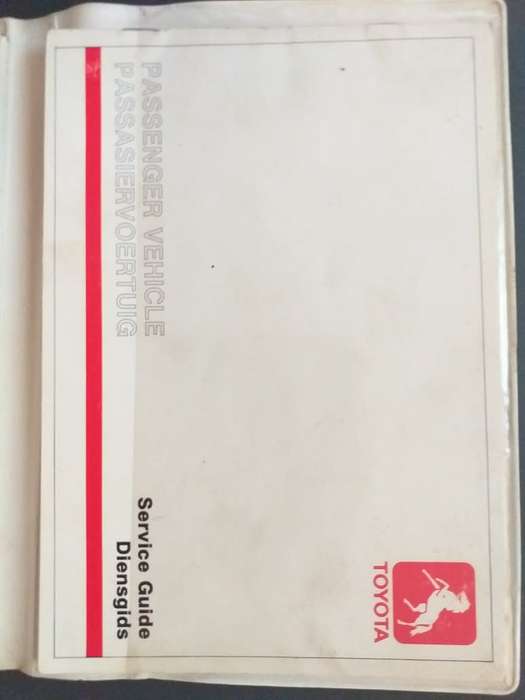 TOYOTA
PASSENGER VEHICLE
PASSASIERVOERTUIG
Service Guide
Diensgids